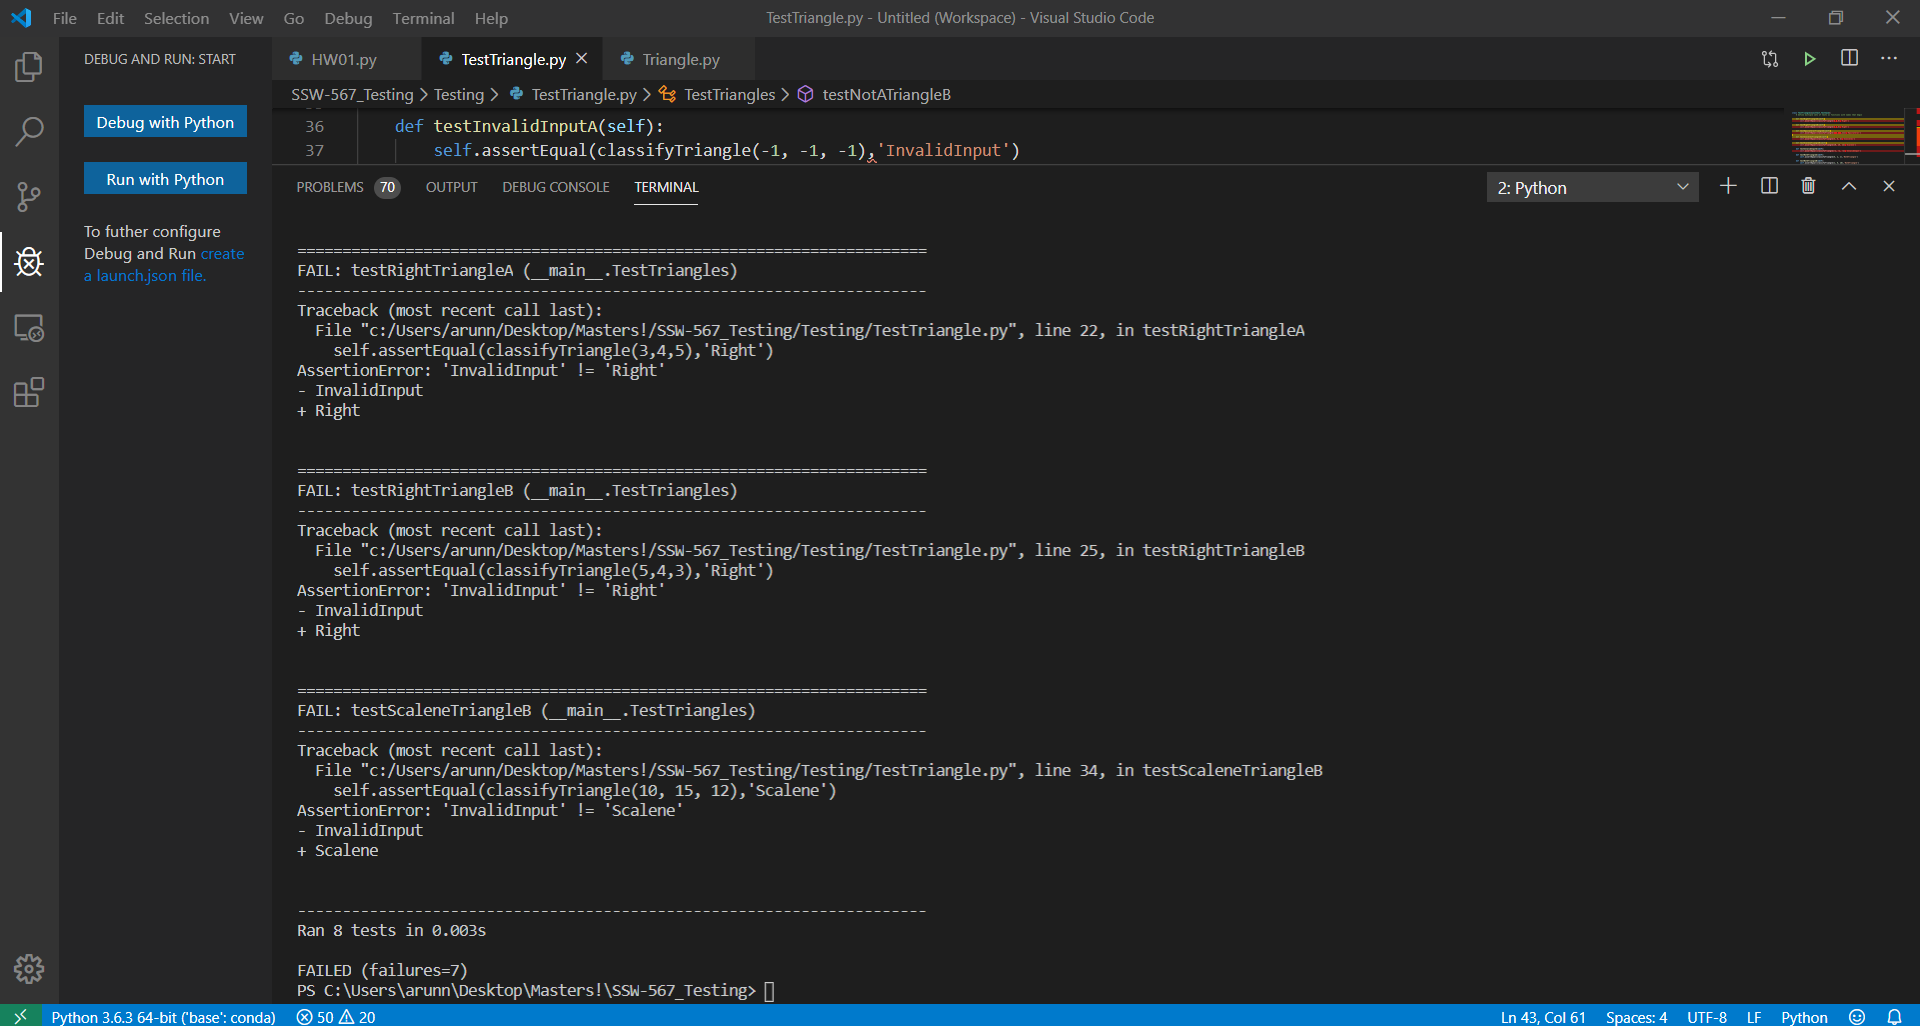 File Edit Selection View Go Debug Terminal Help
TestTriangle.py - Untitled (Workspace) - Visual Studio Code
DEBUG AND RUN: START
HW01.py
TestTriangle.py
Triangle.py
Debug with Python
Run with Python
To futher configure
Debug and Run create
a launch.json file.
SSW-567_Testing > Testing > TestTriangle.py > TestTriangles > testNotATriangleB
36 def testInvalidInputA(self):
37 self.assertEqual(classifyTriangle(-1, -1, -1),'InvalidInput')
PROBLEMS 70 OUTPUT DEBUG CONSOLE TERMINAL
2: Python
======================================================================
FAIL: testRightTriangleA (__main__.TestTriangles)
----------------------------------------------------------------------
Traceback (most recent call last):
File "c:/Users/arunn/Desktop/Masters!/SSW-567_Testing/Testing/TestTriangle.py", line 22, in testRightTriangleA
self.assertEqual(classifyTriangle(3,4,5),'Right')
AssertionError: 'InvalidInput' != 'Right'
- InvalidInput
+ Right
======================================================================
FAIL: testRightTriangleB (__main__.TestTriangles)
----------------------------------------------------------------------
Traceback (most recent call last):
File "c:/Users/arunn/Desktop/Masters!/SSW-567_Testing/Testing/TestTriangle.py", line 25, in testRightTriangleB
self.assertEqual(classifyTriangle(5,4,3),'Right')
AssertionError: 'InvalidInput' != 'Right'
- InvalidInput
+ Right
======================================================================
FAIL: testScaleneTriangleB (__main__.TestTriangles)
----------------------------------------------------------------------
Traceback (most recent call last):
File "c:/Users/arunn/Desktop/Masters!/SSW-567_Testing/Testing/TestTriangle.py", line 34, in testScaleneTriangleB
self.assertEqual(classifyTriangle(10, 15, 12),'Scalene')
AssertionError: 'InvalidInput' != 'Scalene'
- InvalidInput
+ Scalene
----------------------------------------------------------------------
Ran 8 tests in 0.003s
FAILED (failures=7)
PS C:\Users\arunn\Desktop\Masters!\SSW-567_Testing>
Python 3.6.3 64-bit ('base': conda) 50 20
Ln 43, Col 61 Spaces: 4 UTF-8 LF Python